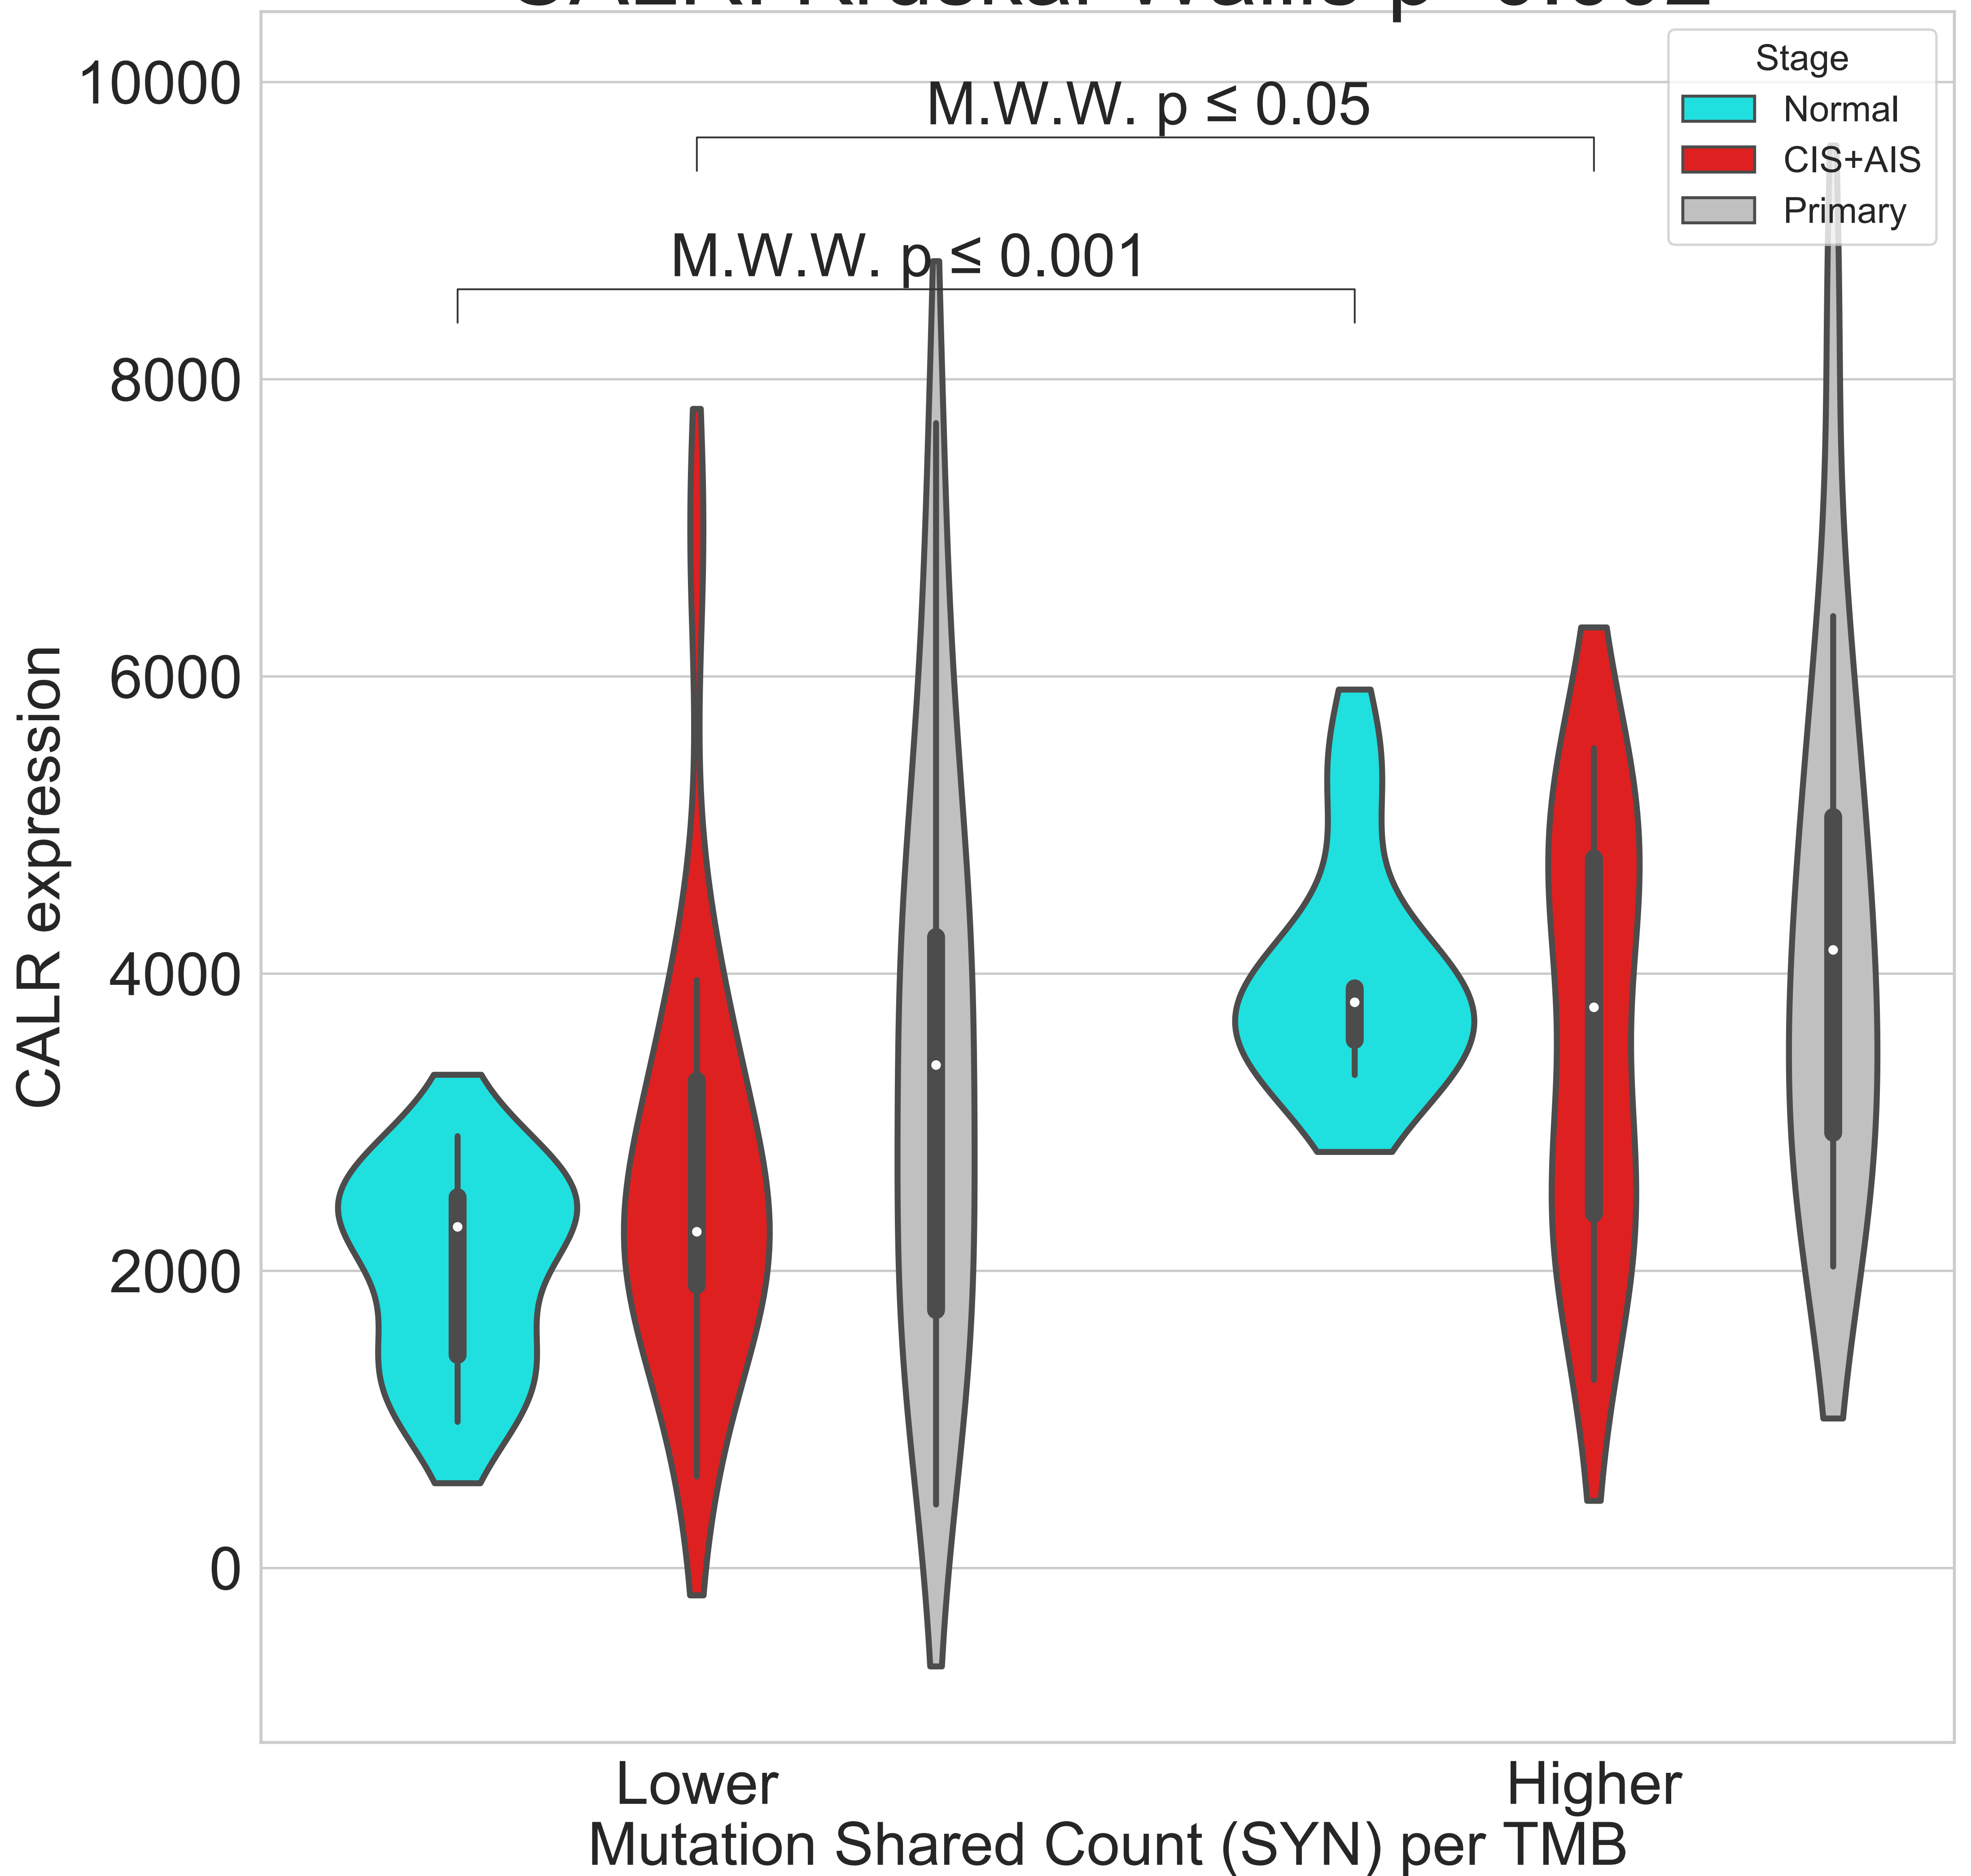 Stage
Normal
CIS+AIS
Primary
M.W.W. p ≤ 0.05
M.W.W. p ≤ 0.001
10000
8000
6000
4000
2000
0
CALR expression
Lower
Higher
Mutation Shared Count (SYN) per TMB